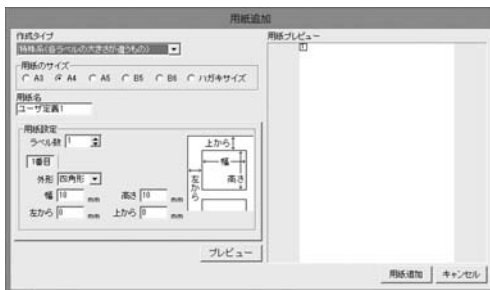 用紙追加
作成タイプ
特殊系(各ラベルの大きさが違うもの)
用紙のサイズ
A3 A4 A5 B5 B6 ハガキサイズ
用紙名
ユーザ定義1
用紙設定
ラベル数 1
1番目
外形 四角形
幅 10 mm 高さ 10 mm
左から 0 mm 上から 0 mm
上から
幅
高さ
左から
プレビュー
用紙プレビュー
1
用紙追加 キャンセル